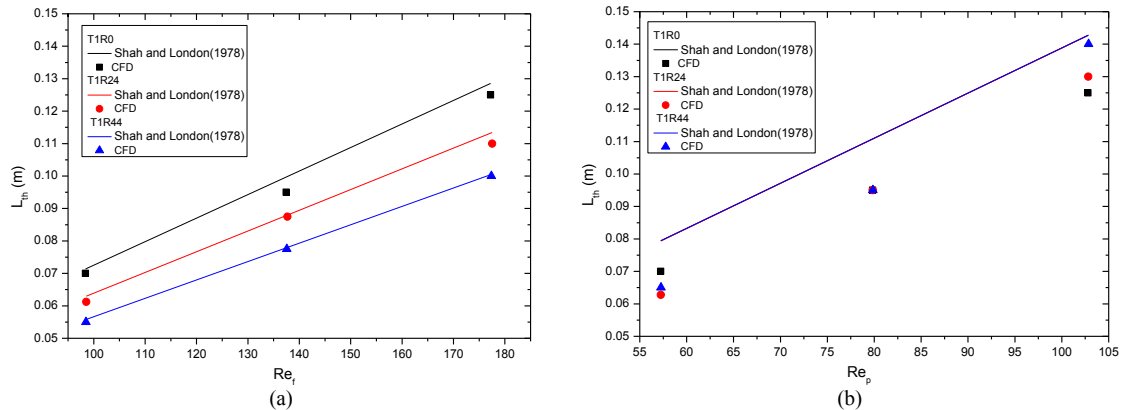 T1R0
Shah and London(1978)
CFD
T1R24
Shah and London(1978)
CFD
T1R44
Shah and London(1978)
CFD
0.15
0.14
0.13
0.12
0.11
0.10
0.09
0.08
0.07
0.06
0.05
L_th (m)
100 110 120 130 140 150 160 170 180
Re_f
(a)
T1R0
Shah and London(1978)
CFD
T1R24
Shah and London(1978)
CFD
T1R44
Shah and London(1978)
CFD
0.15
0.14
0.13
0.12
0.11
0.10
0.09
0.08
0.07
0.06
0.05
L_th (m)
55 60 65 70 75 80 85 90 95 100 105
Re_p
(b)